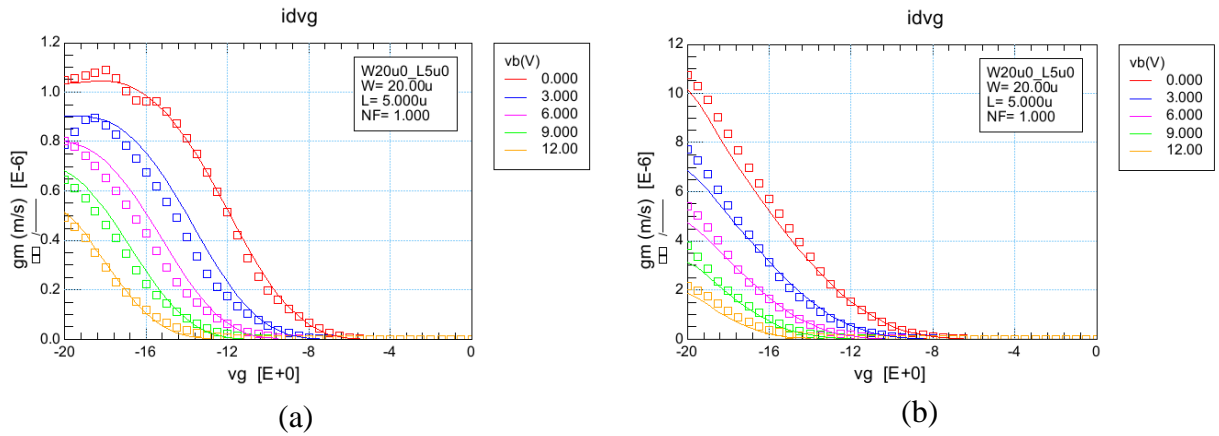 idvg
1.2
1.0
0.8
0.6
0.4
0.2
0.0
gm (m/s) [E-6]
-20
-16
-12
-8
-4
0
vg [E+0]
W20u0_L5u0
W= 20.00u
L= 5.000u
NF= 1.000
vb(V)
0.000
3.000
6.000
9.000
12.00
(a)
idvg
12
10
8
6
4
2
0
gm (m/s) [E-6]
-20
-16
-12
-8
-4
0
vg [E+0]
W20u0_L5u0
W= 20.00u
L= 5.000u
NF= 1.000
vb(V)
0.000
3.000
6.000
9.000
12.00
(b)